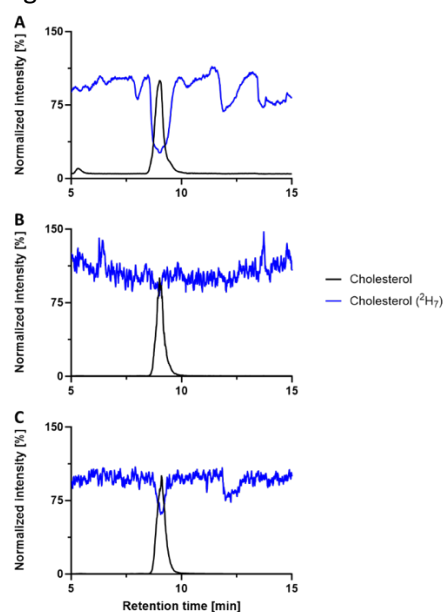 A
150
75
0
5
10
15
Normalized intensity [%]
B
150
75
0
5
10
15
Normalized intensity [%]
Cholesterol
Cholesterol (²H₇)
C
150
75
0
5
10
15
Normalized intensity [%]
Retention time [min]